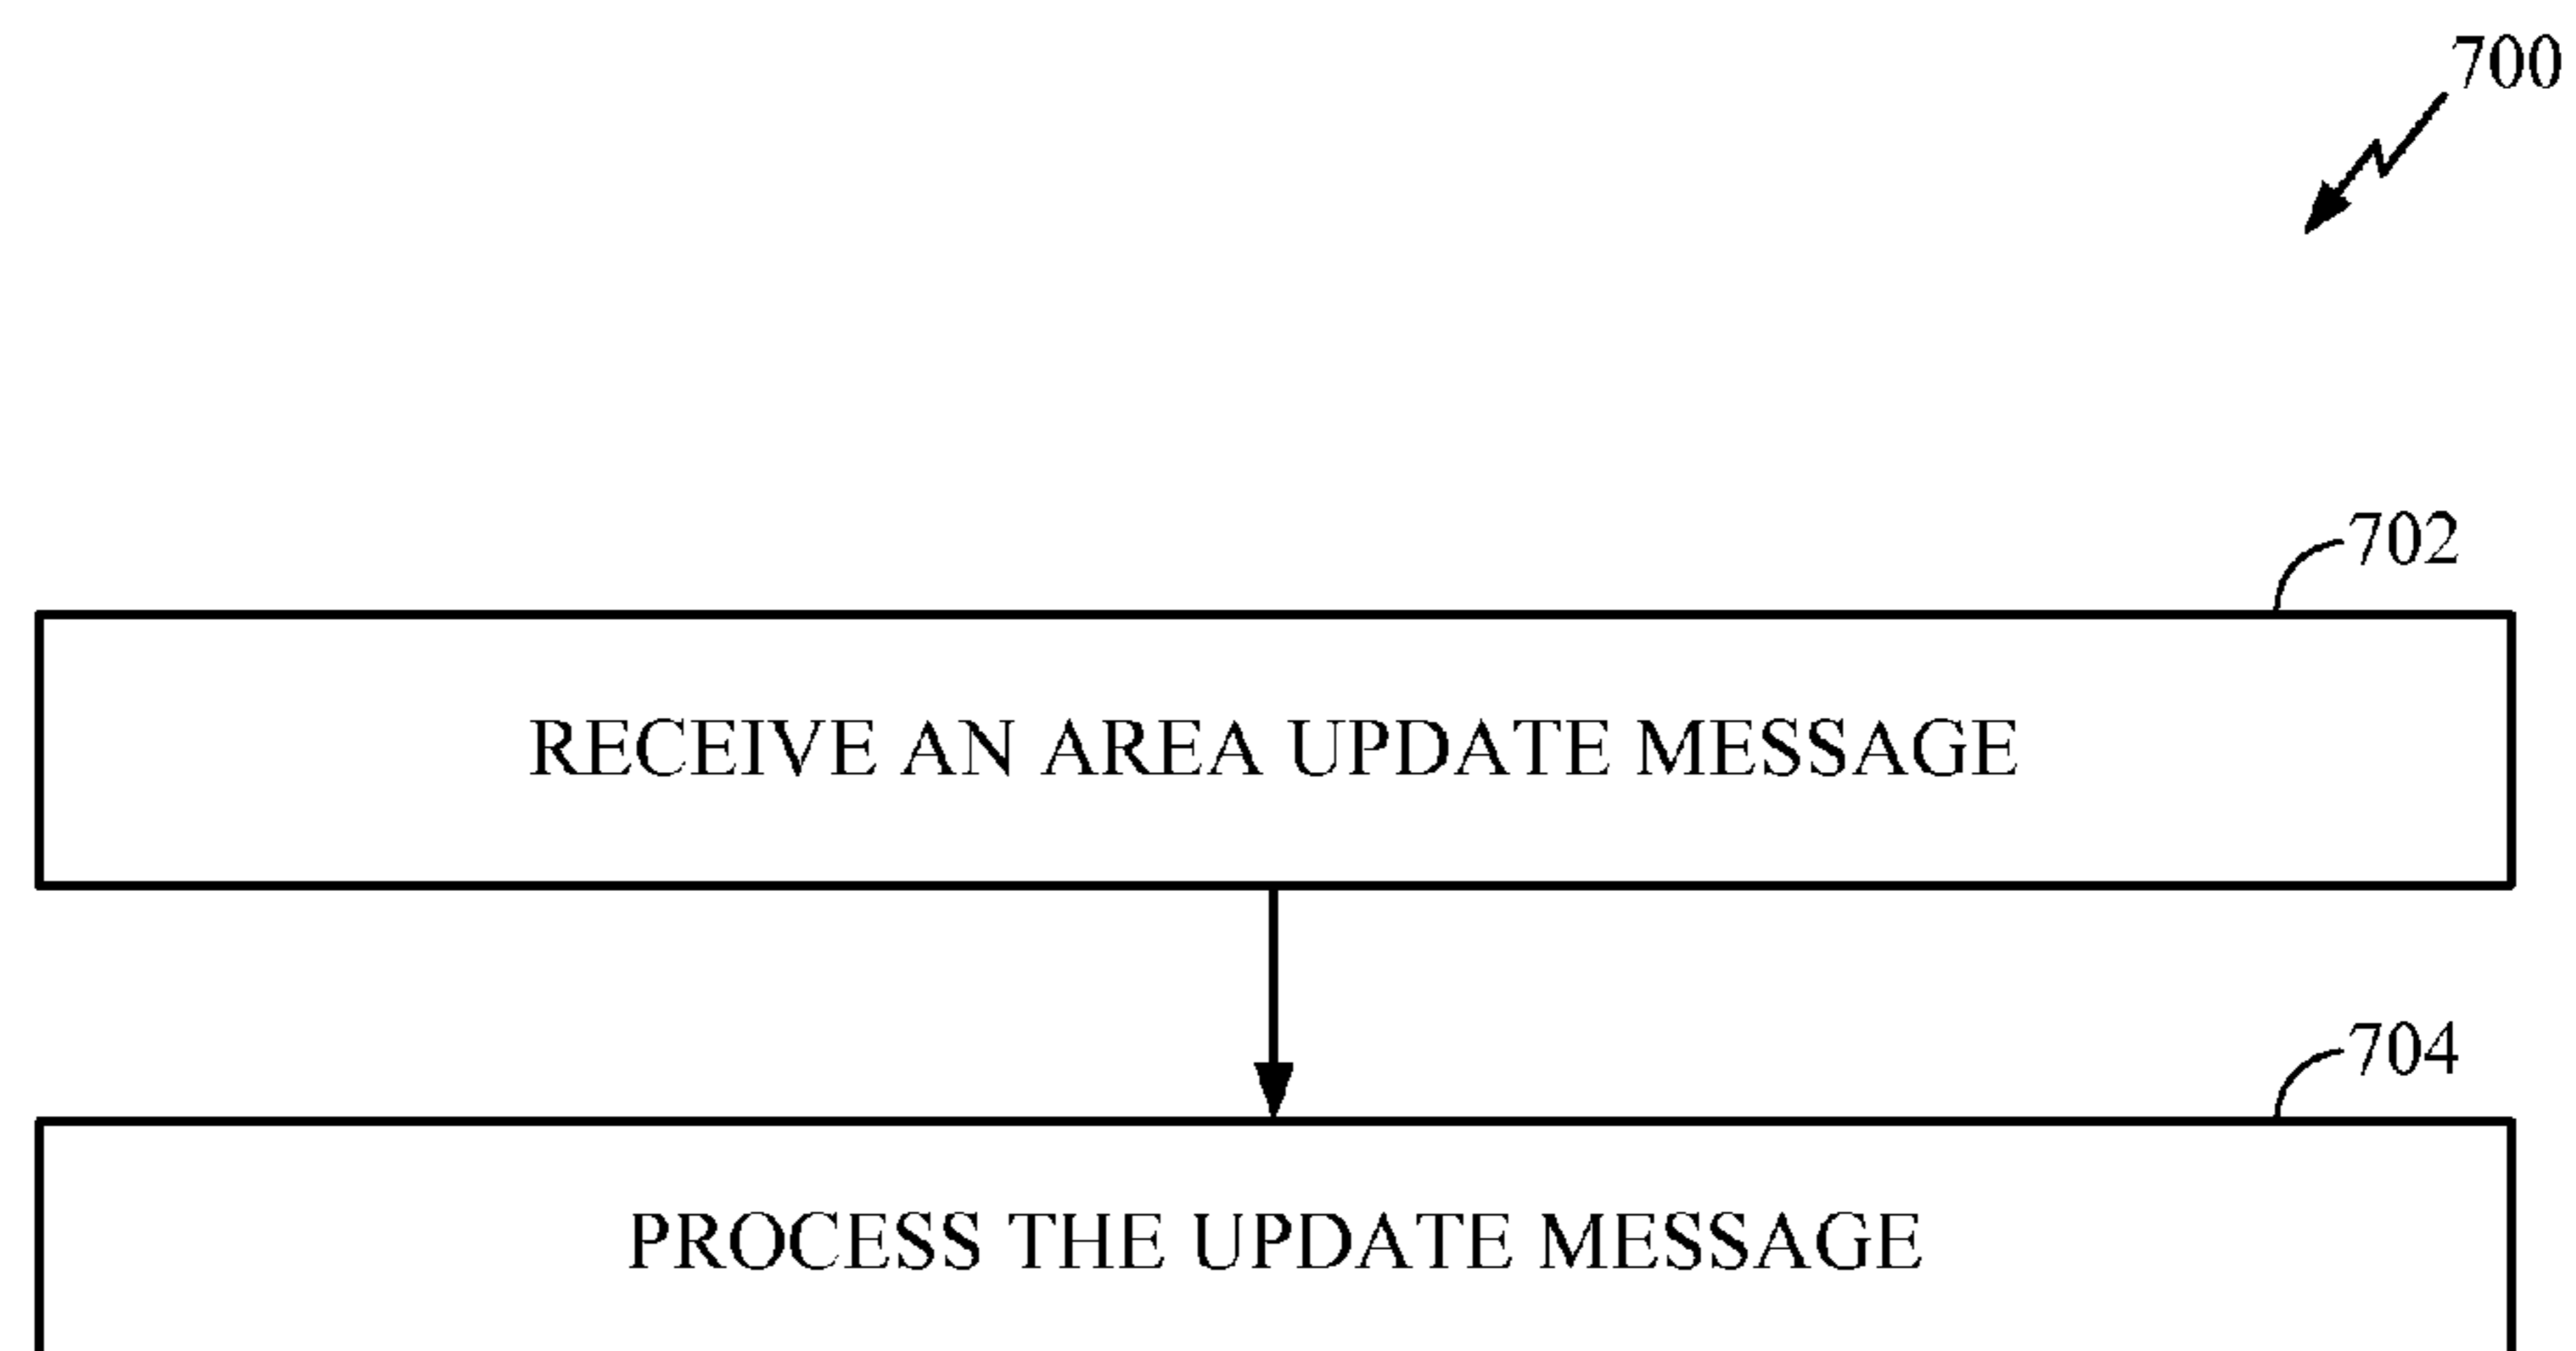 700
702
RECEIVE AN AREA UPDATE MESSAGE
704
PROCESS THE UPDATE MESSAGE